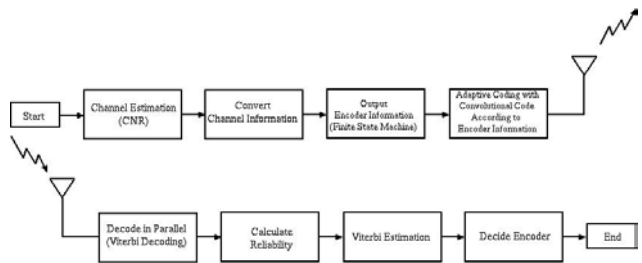 Start
Channel Estimation
(CNR)
Convert
Channel Information
Output
Encoder Information
(Finite State Machine)
Adaptive Coding with
Convolutional Code
According to
Encoder Information
Decode in Parallel
(Viterbi Decoding)
Calculate
Reliability
Viterbi Estimation
Decide Encoder
End